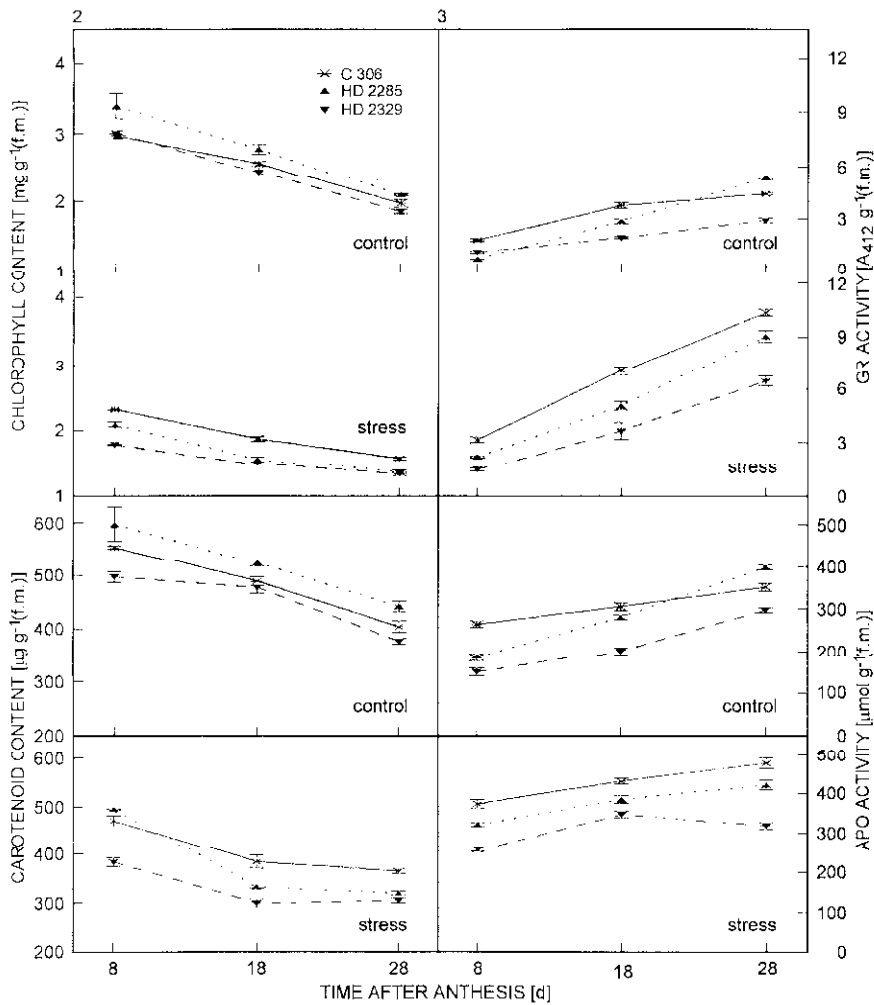 2
3
4
3
2
1
4
3
2
1
600
500
400
300
200
600
500
400
300
200
C 306
HD 2285
HD 2329
control
stress
control
stress
control
stress
control
stress
12
9
6
3
0
12
9
6
3
0
500
400
300
200
100
0
500
400
300
200
100
0
CHLOROPHYLL CONTENT [mg g⁻¹(f.m.)]
CAROTENOID CONTENT [µg g⁻¹(f.m.)]
GR ACTIVITY [A₄₁₂ g⁻¹(f.m.)]
APO ACTIVITY [µmol g⁻¹(f.m.)]
8 18 28 8 18 28
TIME AFTER ANTHESIS [d]